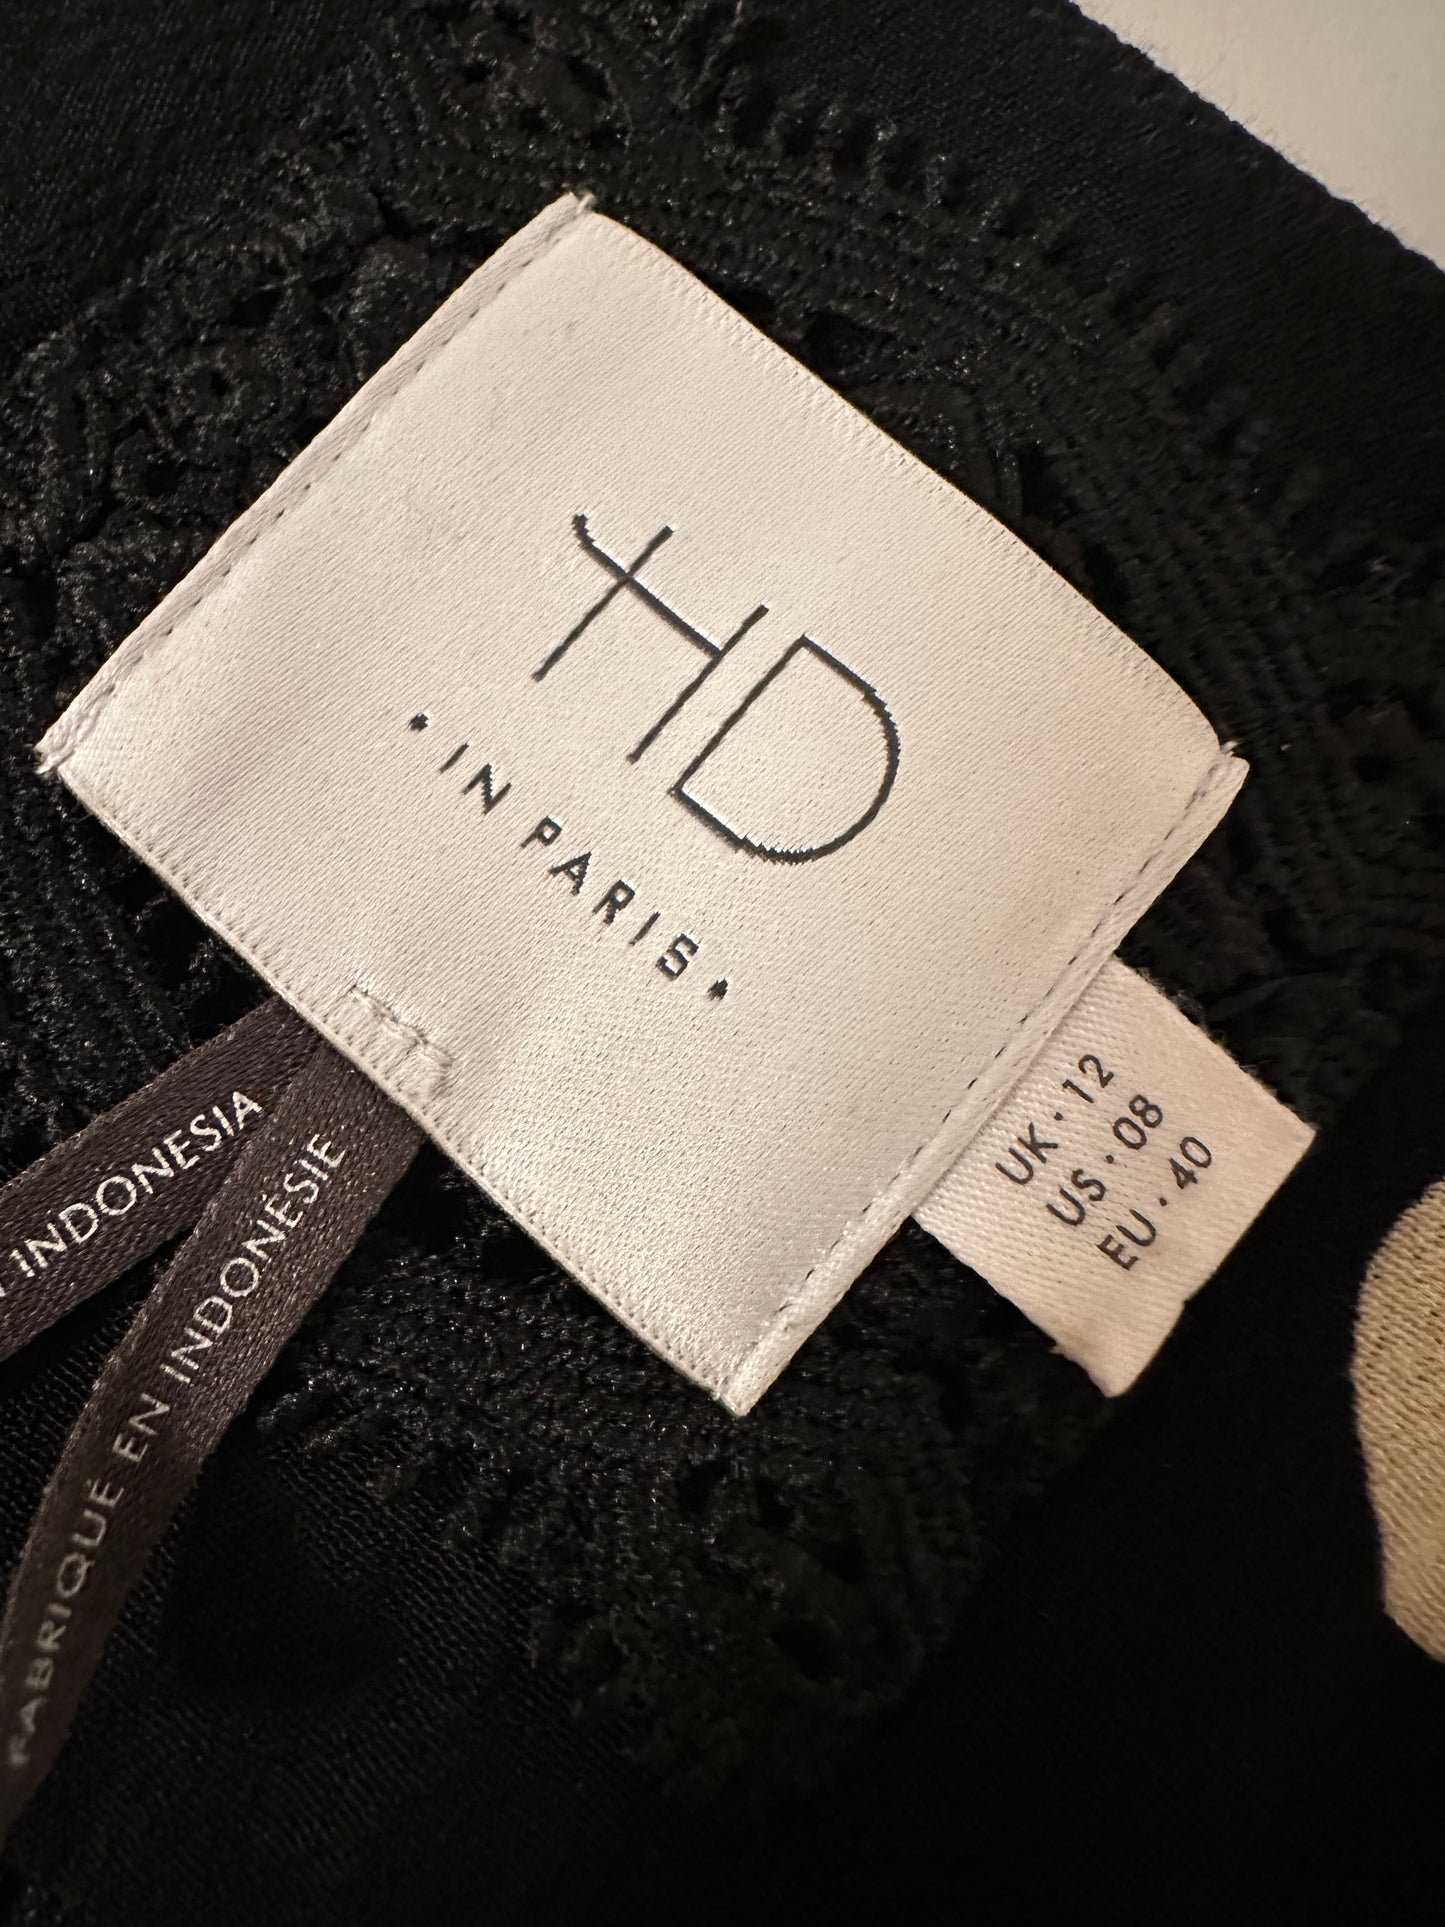 HD
• IN PARIS •
UK • 12
US • 08
EU • 40
INDONESIA
FABRIQUÉ EN INDONÉSIE